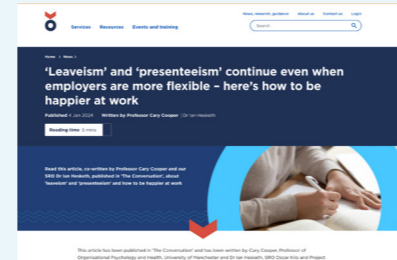 News, research, guidance About us Contact us Login
Services Resources Events and training
Search
Home > News >
‘Leaveism’ and ‘presenteeism’ continue even when
employers are more flexible – here’s how to be
happier at work
Published 4 Jan 2024 Written by Professor Cary Cooper | Dr Ian Hesketh
Reading time 5 mins
Read this article, co-written by Professor Cary Cooper and our
SRO Dr Ian Hesketh, published in ‘The Conversation’, about
‘leaveism’ and ‘presenteeism’ and how to be happier at work
This article has been published in ‘The Conversation’ and has been written by Cary Cooper, Professor of
Organisational Psychology and Health, University of Manchester and Dr Ian Hesketh, SRO Oscar Kilo and Project